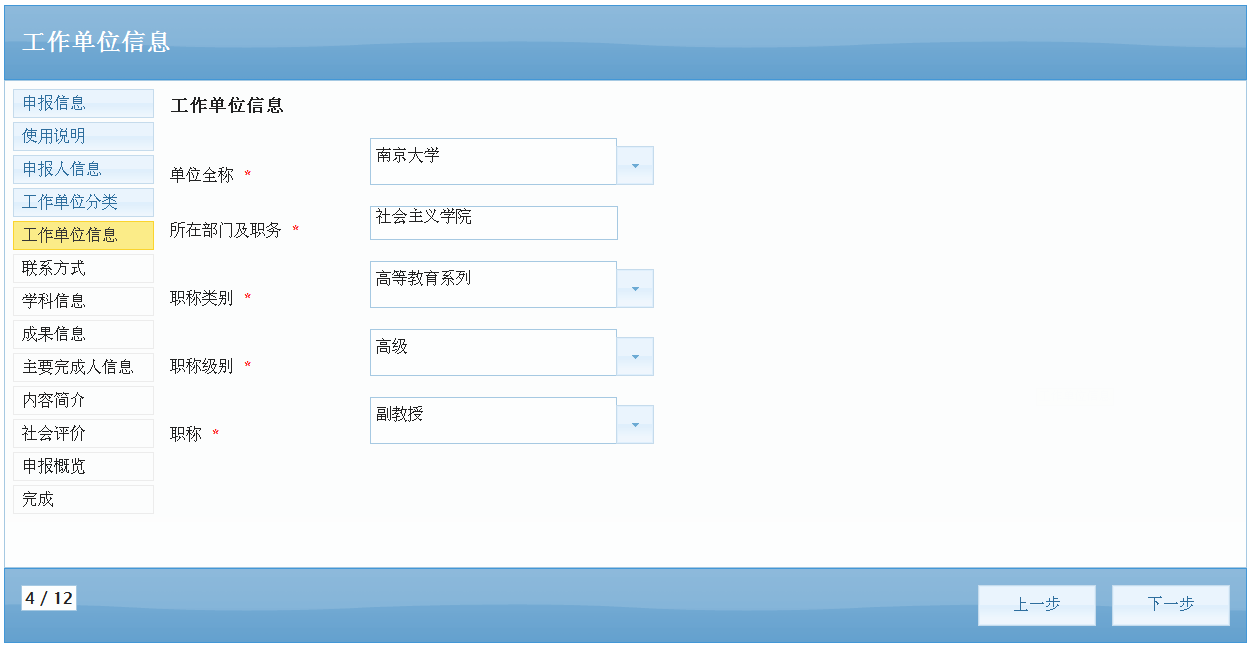 工作单位信息
申报信息
使用说明
申报人信息
工作单位分类
工作单位信息
联系方式
学科信息
成果信息
主要完成人信息
内容简介
社会评价
申报概览
完成
工作单位信息
单位全称 * 南京大学
所在部门及职务 * 社会主义学院
职称类别 * 高等教育系列
职称级别 * 高级
职称 * 副教授
4 / 12
上一步 下一步